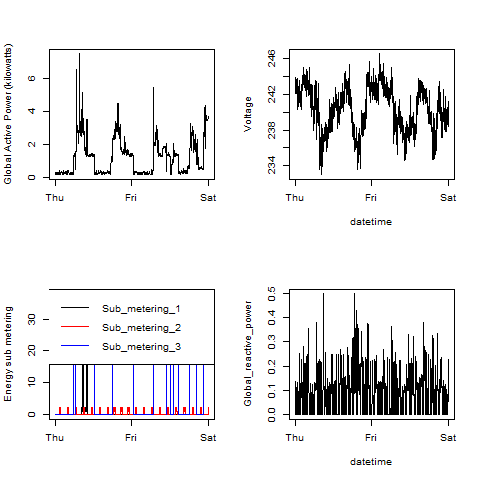 Global Active Power (kilowatts)
0 2 4 6
Thu Fri Sat
Voltage
234 238 242 246
Thu Fri Sat
datetime
Energy sub metering
0 10 20 30
Sub_metering_1
Sub_metering_2
Sub_metering_3
Thu Fri Sat
Global_reactive_power
0.0 0.1 0.2 0.3 0.4 0.5
Thu Fri Sat
datetime